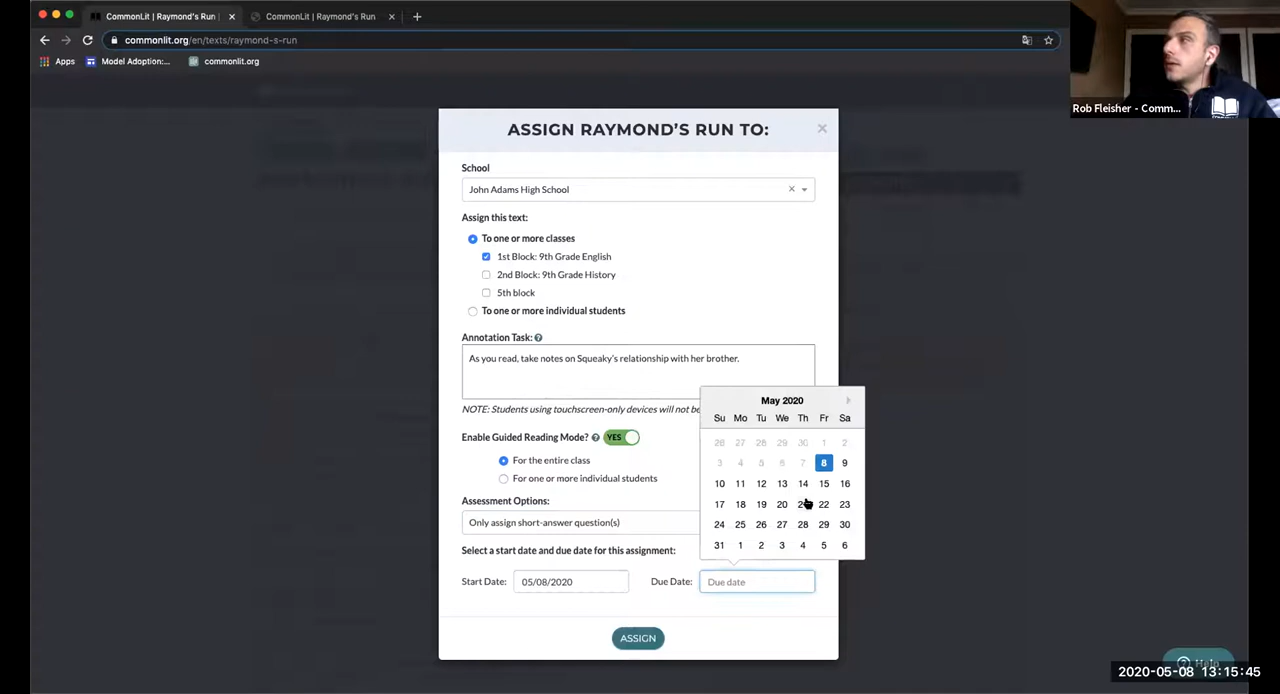 CommonLit | Raymond's Run
CommonLit | Raymond's Run
commonlit.org/en/texts/raymond-s-run
Apps
Model Adoption:...
commonlit.org
Rob Fleisher - Comm...
ASSIGN RAYMOND'S RUN TO:
School
John Adams High School
Assign this text:
To one or more classes
1st Block: 9th Grade English
2nd Block: 9th Grade History
5th block
To one or more individual students
Annotation Task:
As you read, take notes on Squeaky's relationship with her brother.
NOTE: Students using touchscreen-only devices will not be
Enable Guided Reading Mode? YES
For the entire class
For one or more individual students
Assessment Options:
Only assign short-answer question(s)
May 2020
Su Mo Tu We Th Fr Sa
26 27 28 29 30 1 2
3 4 5 6 7 8 9
10 11 12 13 14 15 16
17 18 19 20 22 23
24 25 26 27 28 29 30
31 1 2 3 4 5 6
Select a start date and due date for this assignment:
Start Date: 05/08/2020 Due Date: Due date
ASSIGN
Help
2020-05-08 13:15:45